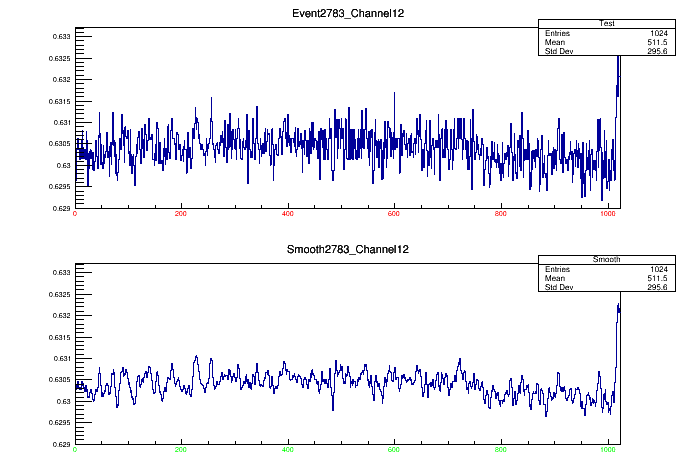 Event2783_Channel12
Test
Entries 1024
Mean 511.5
Std Dev 295.6
0.633
0.6325
0.632
0.6315
0.631
0.6305
0.63
0.6295
0.629
0 200 400 600 800 1000
Smooth2783_Channel12
Smooth
Entries 1024
Mean 511.5
Std Dev 295.6
0.633
0.6325
0.632
0.6315
0.631
0.6305
0.63
0.6295
0.629
0 200 400 600 800 1000